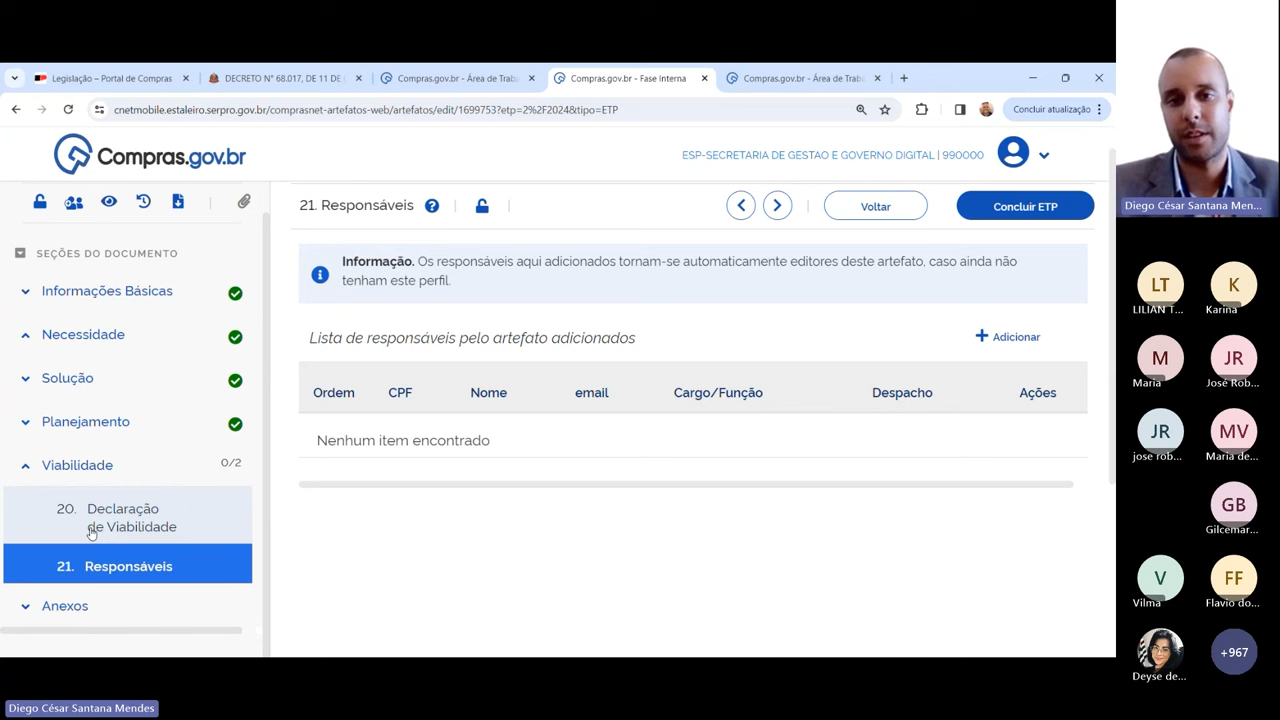 Legislação – Portal de Compras
DECRETO N° 68.017, DE 11 DE
Compras.gov.br - Área de Trab
Compras.gov.br - Fase Interna
Compras.gov.br - Área de Trab
cnetmobile.estaleiro.serpro.gov.br/comprasnet-artefatos-web/artefatos/edit/1699753?etp=2%2F2024&tipo=ETP
Concluir atualização
Compras.gov.br
ESP-SECRETARIA DE GESTAO E GOVERNO DIGITAL | 990000
21. Responsáveis
Voltar
Concluir ETP
SEÇÕES DO DOCUMENTO
Informações Básicas
Necessidade
Solução
Planejamento
Viabilidade 0/2
20. Declaração
de Viabilidade
21. Responsáveis
Anexos
Informação. Os responsáveis aqui adicionados tornam-se automaticamente editores deste artefato, caso ainda não
tenham este perfil.
Lista de responsáveis pelo artefato adicionados
Adicionar
Ordem CPF Nome email Cargo/Função Despacho Ações
Nenhum item encontrado
Diego César Santana Men...
LT K
LILIAN T... Karina
M JR
Maria José Rob...
JR MV
jose rob... Maria de...
GB
Gilcemar...
V FF
Vilma Flavio do...
+967
Deyse de...
Diego César Santana Mendes